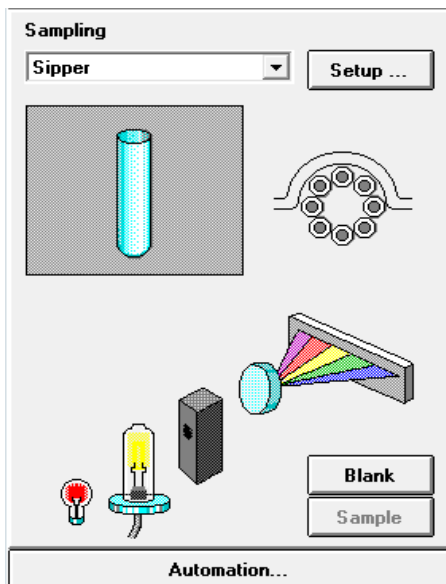 Sampling
Sipper
Setup ...
Blank
Sample
Automation...